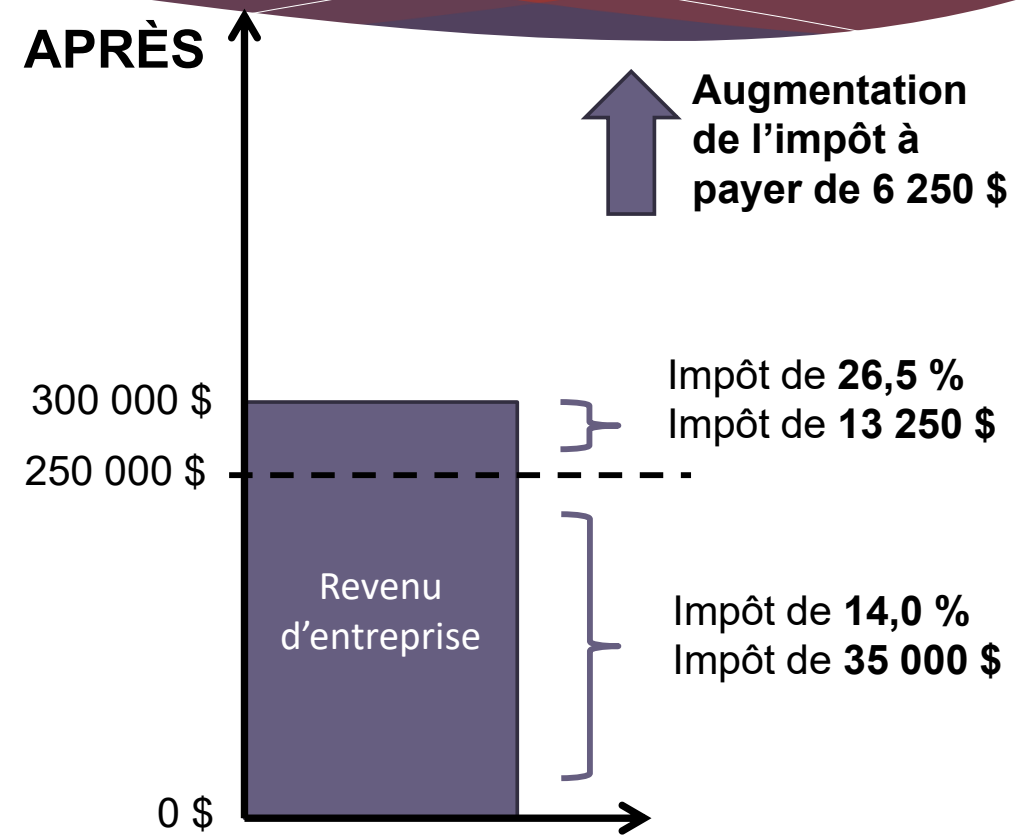 APRÈS
Augmentation
de l’impôt à
payer de 6 250 $
300 000 $
Impôt de 26,5 %
Impôt de 13 250 $
250 000 $
Revenu
d’entreprise
Impôt de 14,0 %
Impôt de 35 000 $
0 $